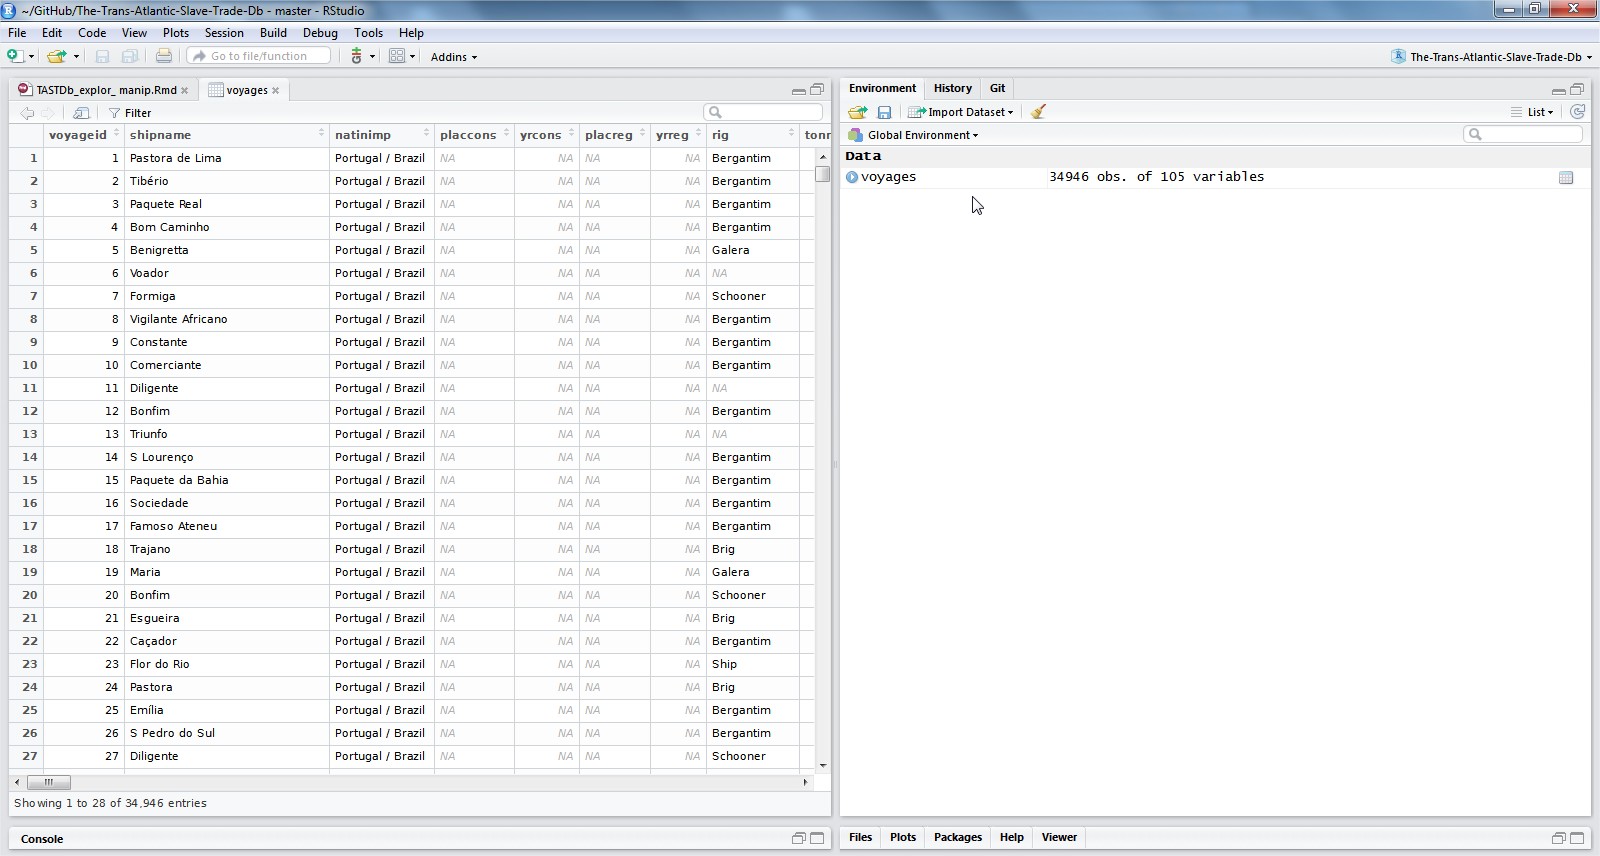 ~/GitHub/The-Trans-Atlantic-Slave-Trade-Db - master - RStudio
File Edit Code View Plots Session Build Debug Tools Help
Go to file/function Addins The-Trans-Atlantic-Slave-Trade-Db
TASTDb_explor_ manip.Rmd voyages
Filter
voyageid shipname natinimp placcons yrcons placreg yrreg rig tonr
1 1 Pastora de Lima Portugal / Brazil NA NA NA NA Bergantim
2 2 Tibério Portugal / Brazil NA NA NA NA Bergantim
3 3 Paquete Real Portugal / Brazil NA NA NA NA Bergantim
4 4 Bom Caminho Portugal / Brazil NA NA NA NA Bergantim
5 5 Benigretta Portugal / Brazil NA NA NA NA Galera
6 6 Voador Portugal / Brazil NA NA NA NA NA
7 7 Formiga Portugal / Brazil NA NA NA NA Schooner
8 8 Vigilante Africano Portugal / Brazil NA NA NA NA Bergantim
9 9 Constante Portugal / Brazil NA NA NA NA Bergantim
10 10 Comerciante Portugal / Brazil NA NA NA NA Bergantim
11 11 Diligente Portugal / Brazil NA NA NA NA NA
12 12 Bonfim Portugal / Brazil NA NA NA NA Bergantim
13 13 Triunfo Portugal / Brazil NA NA NA NA NA
14 14 S Lourenço Portugal / Brazil NA NA NA NA Bergantim
15 15 Paquete da Bahia Portugal / Brazil NA NA NA NA Bergantim
16 16 Sociedade Portugal / Brazil NA NA NA NA Bergantim
17 17 Famoso Ateneu Portugal / Brazil NA NA NA NA Bergantim
18 18 Trajano Portugal / Brazil NA NA NA NA Brig
19 19 Maria Portugal / Brazil NA NA NA NA Galera
20 20 Bonfim Portugal / Brazil NA NA NA NA Schooner
21 21 Esgueira Portugal / Brazil NA NA NA NA Brig
22 22 Caçador Portugal / Brazil NA NA NA NA Bergantim
23 23 Flor do Rio Portugal / Brazil NA NA NA NA Ship
24 24 Pastora Portugal / Brazil NA NA NA NA Brig
25 25 Emília Portugal / Brazil NA NA NA NA Bergantim
26 26 S Pedro do Sul Portugal / Brazil NA NA NA NA Bergantim
27 27 Diligente Portugal / Brazil NA NA NA NA Schooner
Showing 1 to 28 of 34,946 entries
Console
Environment History Git
Import Dataset List
Global Environment
Data
voyages 34946 obs. of 105 variables
Files Plots Packages Help Viewer